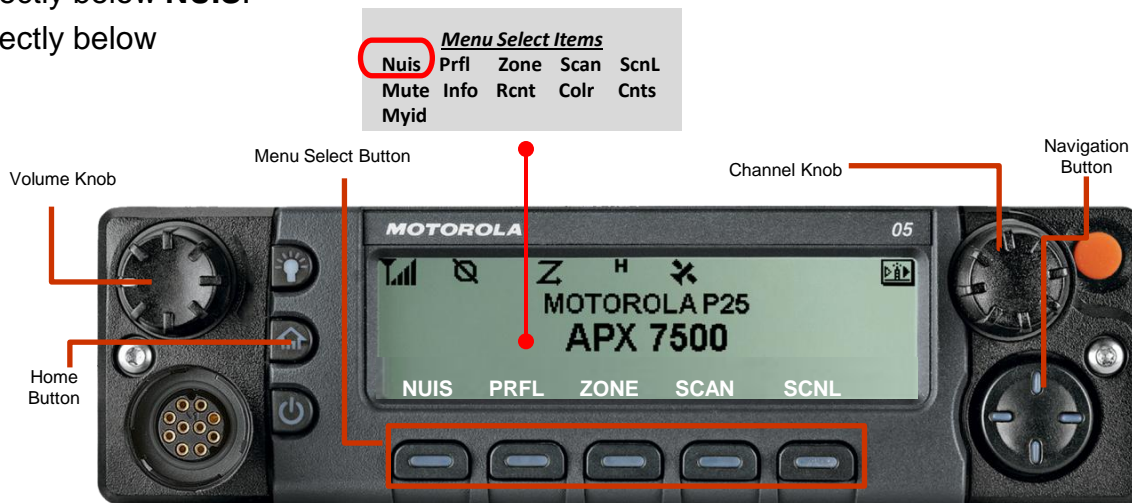 ectly below NUIS.
ectly below
Menu Select Items
Nuis Prfl Zone Scan ScnL
Mute Info Rcnt Colr Cnts
Myid
Menu Select Button
Volume Knob
Channel Knob
Navigation
Button
MOTOROLA
05
H
MOTOROLA P25
APX 7500
NUIS PRFL ZONE SCAN SCNL
Home
Button